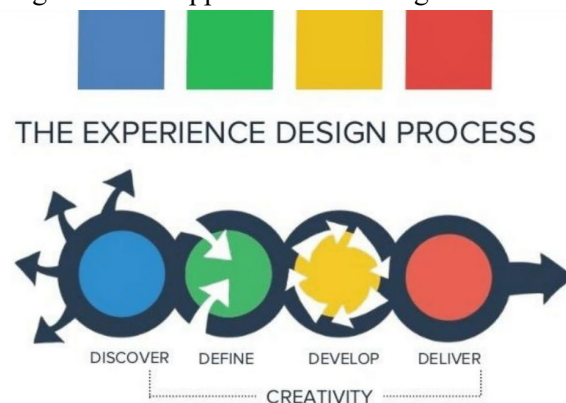 THE EXPERIENCE DESIGN PROCESS
DISCOVER DEFINE DEVELOP DELIVER
CREATIVITY